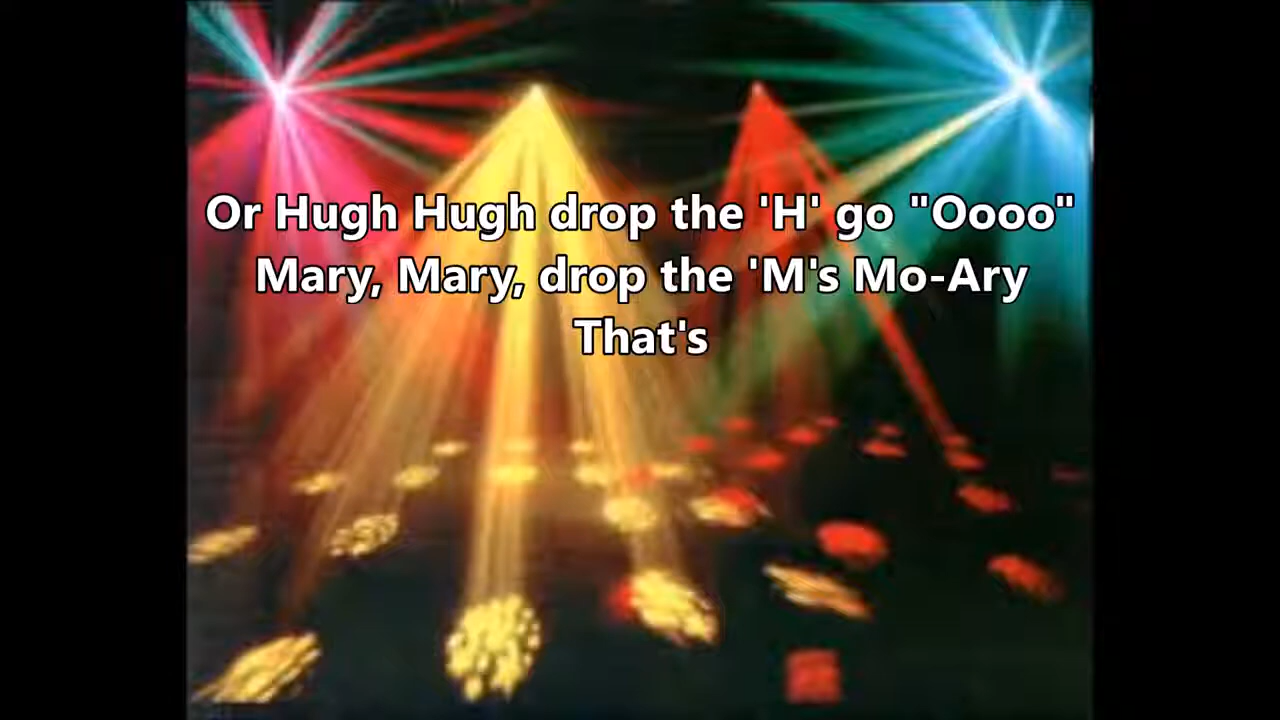 Or Hugh Hugh drop the 'H' go "Oooo"
Mary, Mary, drop the 'M's Mo-Ary
That's